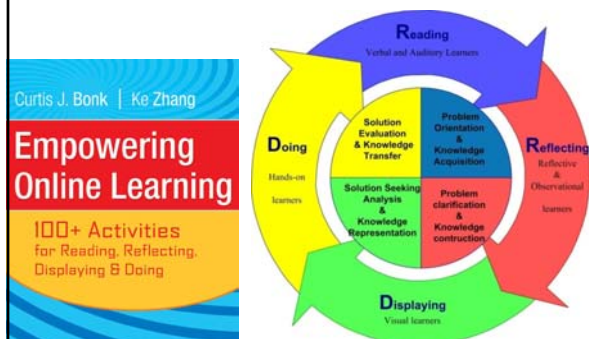 Curtis J. Bonk | Ke Zhang
Empowering
Online Learning
100+ Activities
for Reading, Reflecting,
Displaying & Doing
Reading
Verbal and Auditory Learners
Reflecting
Reflective
&
Observational
learners
Displaying
Visual learners
Doing
Hands-on
learners
Solution
Evaluation
& Knowledge
Transfer
Problem
Orientation
&
Knowledge
Acquisition
Solution Seeking
Analysis
&
Knowledge
Representation
Problem
clarification
&
Knowledge
contruction